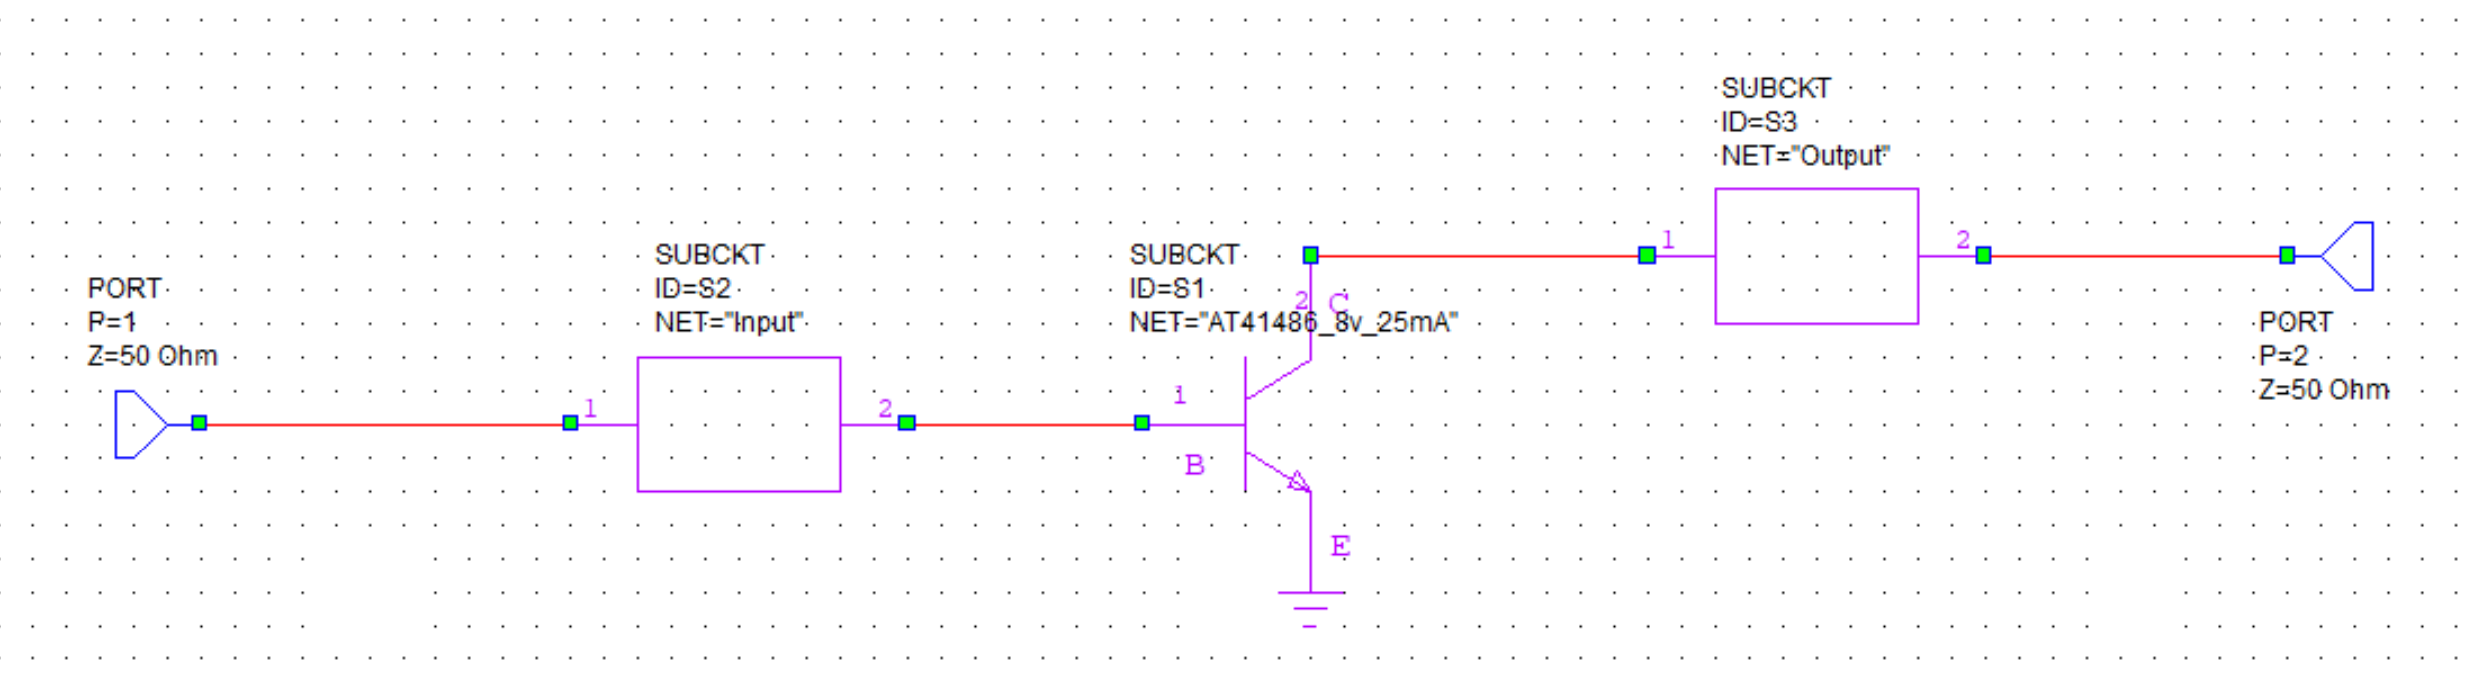 SUBCKT
ID=S3
NET="Output"
1
2
SUBCKT
ID=S2
NET="Input"
SUBCKT
ID=S1
NET="AT41486_8v_25mA"
2 C
PORT
P=1
Z=50 Ohm
PORT
P=2
Z=50 Ohm
1
2
1
B
E